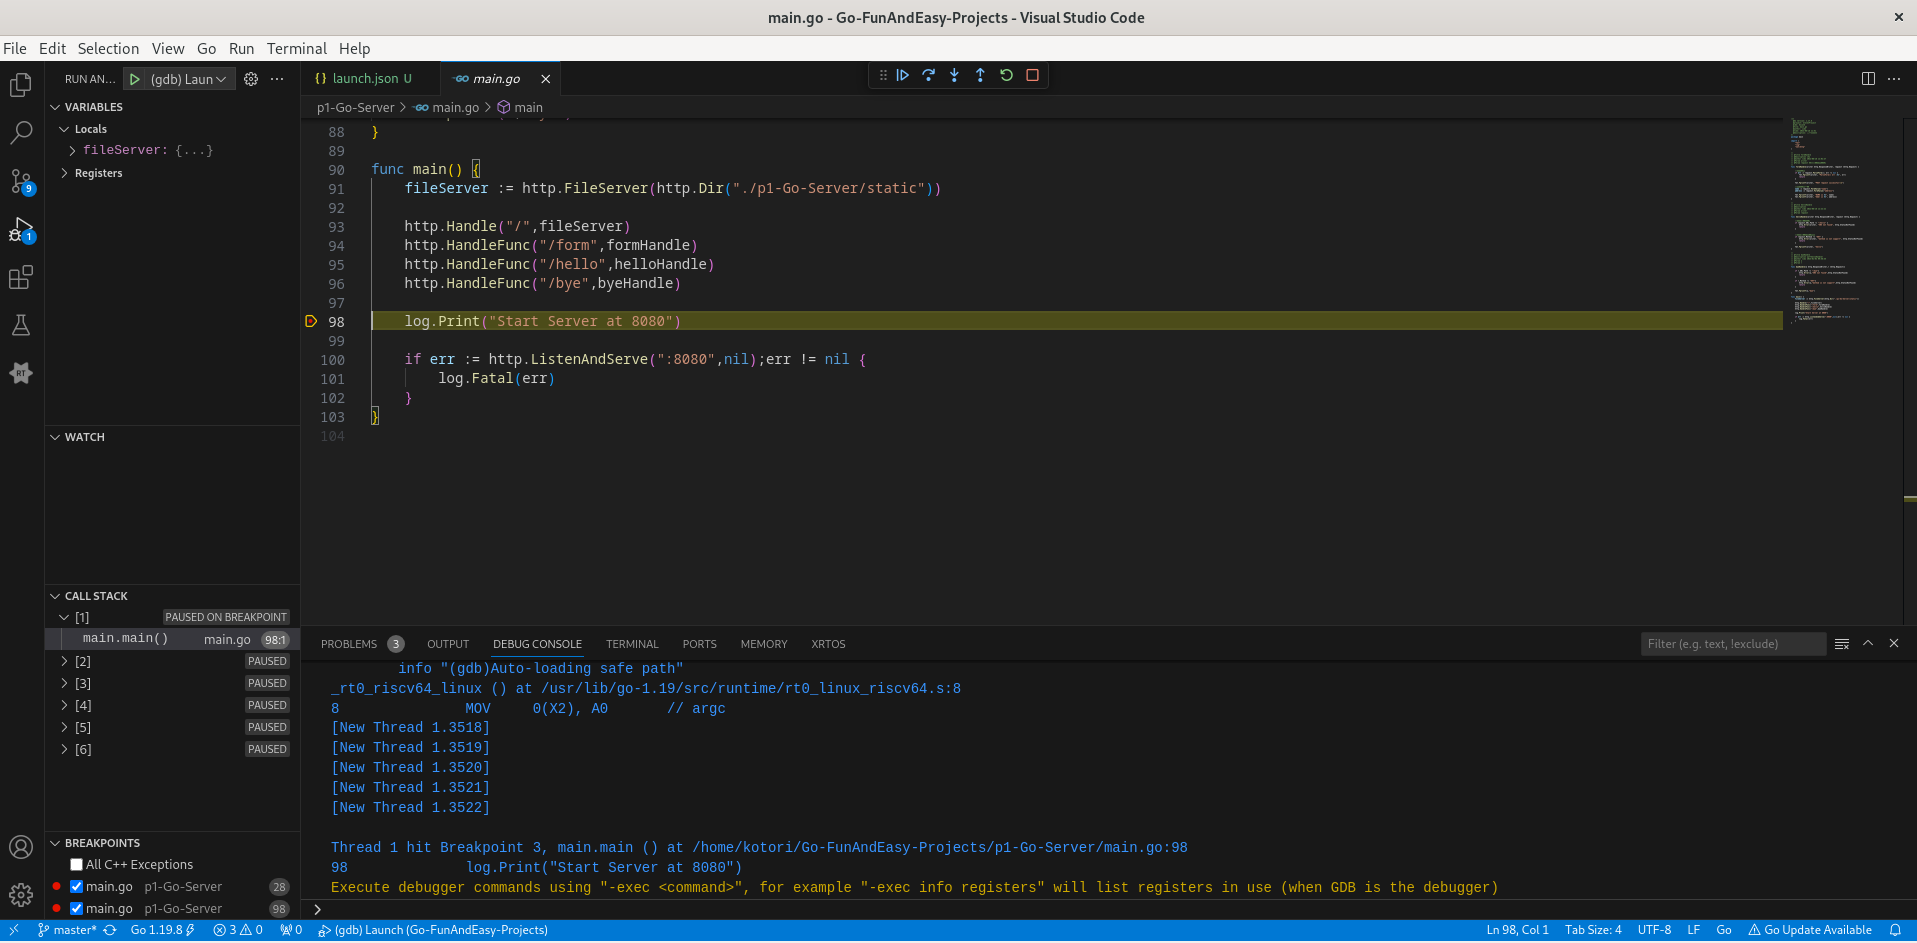 main.go - Go-FunAndEasy-Projects - Visual Studio Code
File Edit Selection View Go Run Terminal Help
RUN AN... (gdb) Laun
launch.json U
main.go
p1-Go-Server > main.go > main
VARIABLES
Locals
fileServer: {...}
Registers
WATCH
CALL STACK
[1] PAUSED ON BREAKPOINT
main.main() main.go 98:1
[2] PAUSED
[3] PAUSED
[4] PAUSED
[5] PAUSED
[6] PAUSED
BREAKPOINTS
All C++ Exceptions
main.go p1-Go-Server 28
main.go p1-Go-Server 98
9
1
RT
88 }
89
90 func main() {
91 fileServer := http.FileServer(http.Dir("./p1-Go-Server/static"))
92
93 http.Handle("/",fileServer)
94 http.HandleFunc("/form",formHandle)
95 http.HandleFunc("/hello",helloHandle)
96 http.HandleFunc("/bye",byeHandle)
97
98 log.Print("Start Server at 8080")
99
100 if err := http.ListenAndServe(":8080",nil);err != nil {
101 log.Fatal(err)
102 }
103 }
104
PROBLEMS 3 OUTPUT DEBUG CONSOLE TERMINAL PORTS MEMORY XRTOS
Filter (e.g. text, !exclude)
info "(gdb)Auto-loading safe path"
_rt0_riscv64_linux () at /usr/lib/go-1.19/src/runtime/rt0_linux_riscv64.s:8
8 MOV 0(X2), A0 // argc
[New Thread 1.3518]
[New Thread 1.3519]
[New Thread 1.3520]
[New Thread 1.3521]
[New Thread 1.3522]
Thread 1 hit Breakpoint 3, main.main () at /home/kotori/Go-FunAndEasy-Projects/p1-Go-Server/main.go:98
98 log.Print("Start Server at 8080")
Execute debugger commands using "-exec <command>", for example "-exec info registers" will list registers in use (when GDB is the debugger)
>
master* Go 1.19.8 3 0 0 (gdb) Launch (Go-FunAndEasy-Projects)
Ln 98, Col 1 Tab Size: 4 UTF-8 LF Go Go Update Available